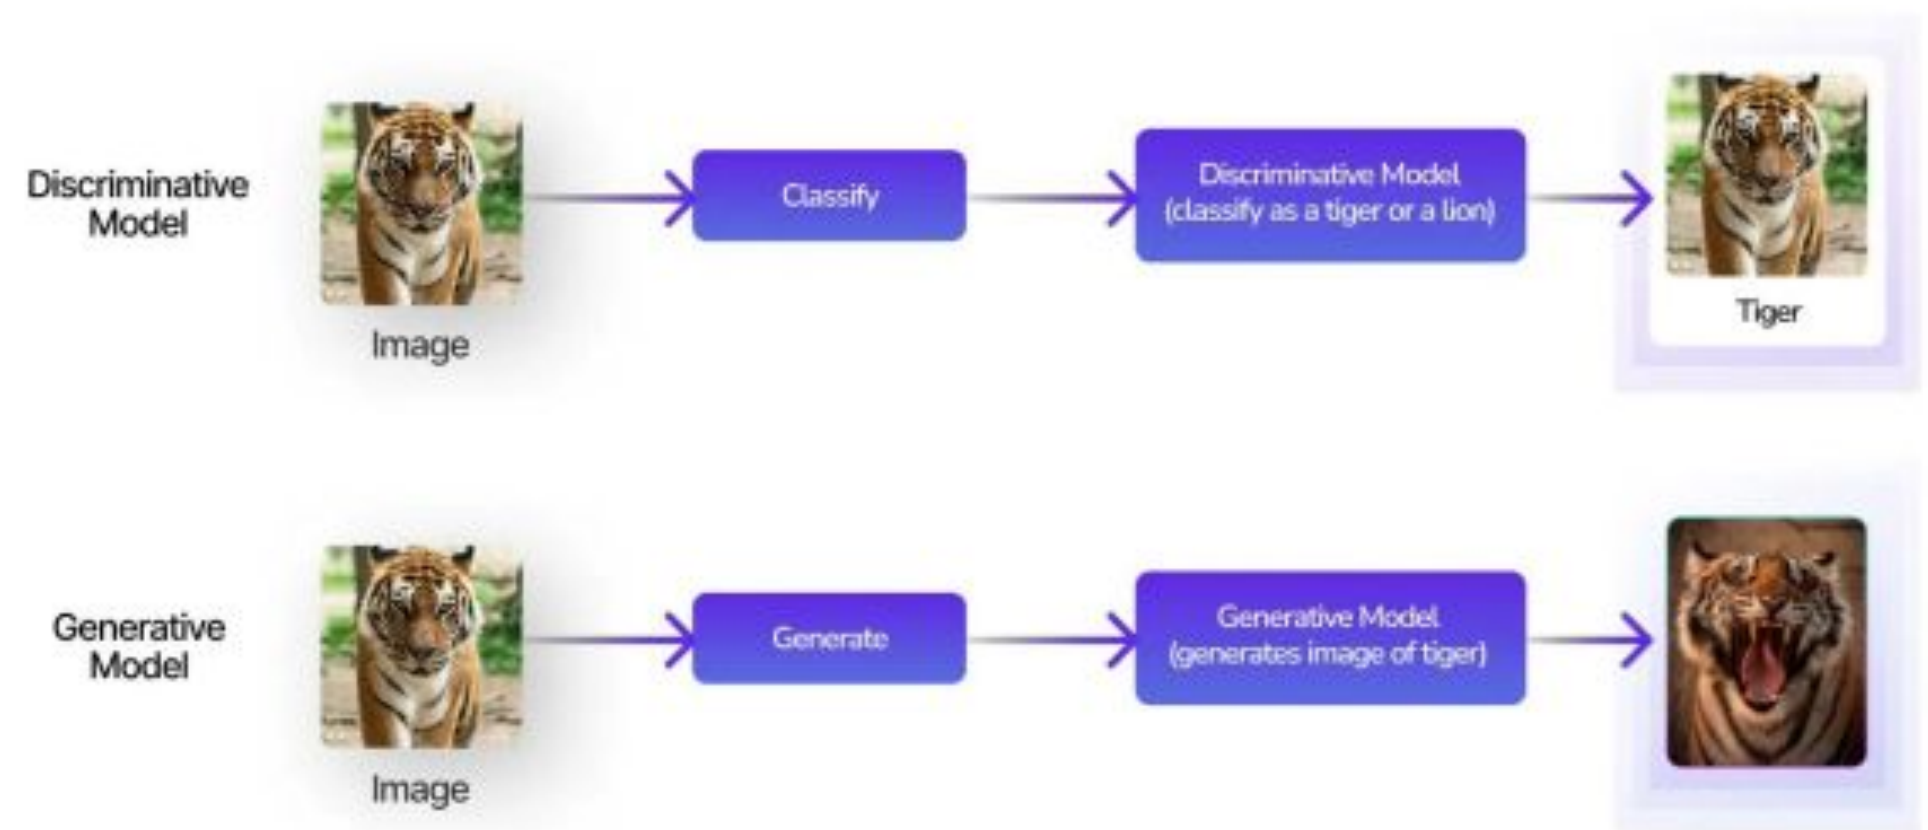 Discriminative
Model
Image
Classify
Discriminative Model
(classify as a tiger or a lion)
Tiger
Generative
Model
Image
Generate
Generative Model
(generates image of tiger)